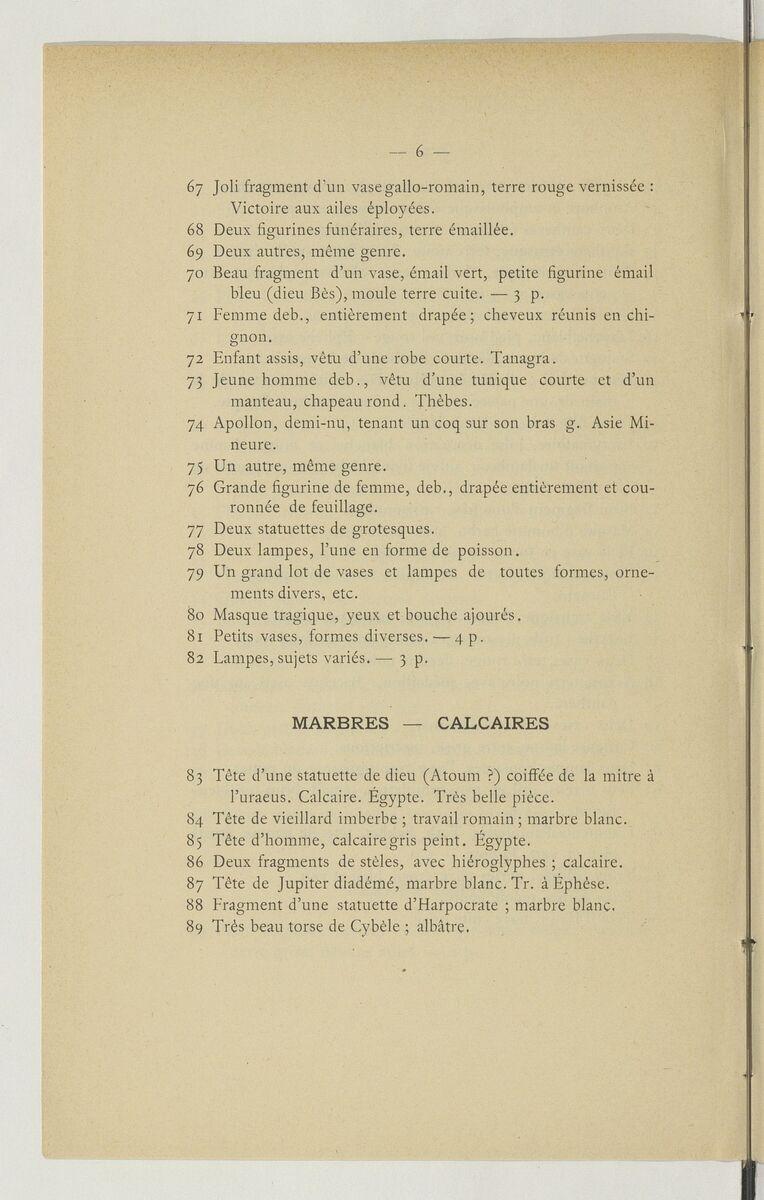 — 6 —
67 Joli fragment d'un vase gallo-romain, terre rouge vernissée :
Victoire aux ailes éployées.
68 Deux figurines funéraires, terre émaillée.
69 Deux autres, même genre.
70 Beau fragment d'un vase, émail vert, petite figurine émail
bleu (dieu Bès), moule terre cuite. — 3 p.
71 Femme deb., entièrement drapée ; cheveux réunis en chi-
gnon.
72 Enfant assis, vêtu d'une robe courte. Tanagra.
73 Jeune homme deb., vêtu d'une tunique courte et d'un
manteau, chapeau rond. Thèbes.
74 Apollon, demi-nu, tenant un coq sur son bras g. Asie Mi-
neure.
75 Un autre, même genre.
76 Grande figurine de femme, deb., drapée entièrement et cou-
ronnée de feuillage.
77 Deux statuettes de grotesques.
78 Deux lampes, l'une en forme de poisson.
79 Un grand lot de vases et lampes de toutes formes, orne-
ments divers, etc.
80 Masque tragique, yeux et bouche ajourés.
81 Petits vases, formes diverses. — 4 p.
82 Lampes, sujets variés. — 3 p.
MARBRES — CALCAIRES
83 Tête d'une statuette de dieu (Atoum ?) coiffée de la mitre à
l'uraeus. Calcaire. Égypte. Très belle pièce.
84 Tête de vieillard imberbe ; travail romain ; marbre blanc.
85 Tête d'homme, calcaire gris peint. Égypte.
86 Deux fragments de stèles, avec hiéroglyphes ; calcaire.
87 Tête de Jupiter diadémé, marbre blanc. Tr. à Éphèse.
88 Fragment d'une statuette d'Harpocrate ; marbre blanc.
89 Très beau torse de Cybèle ; albâtre.